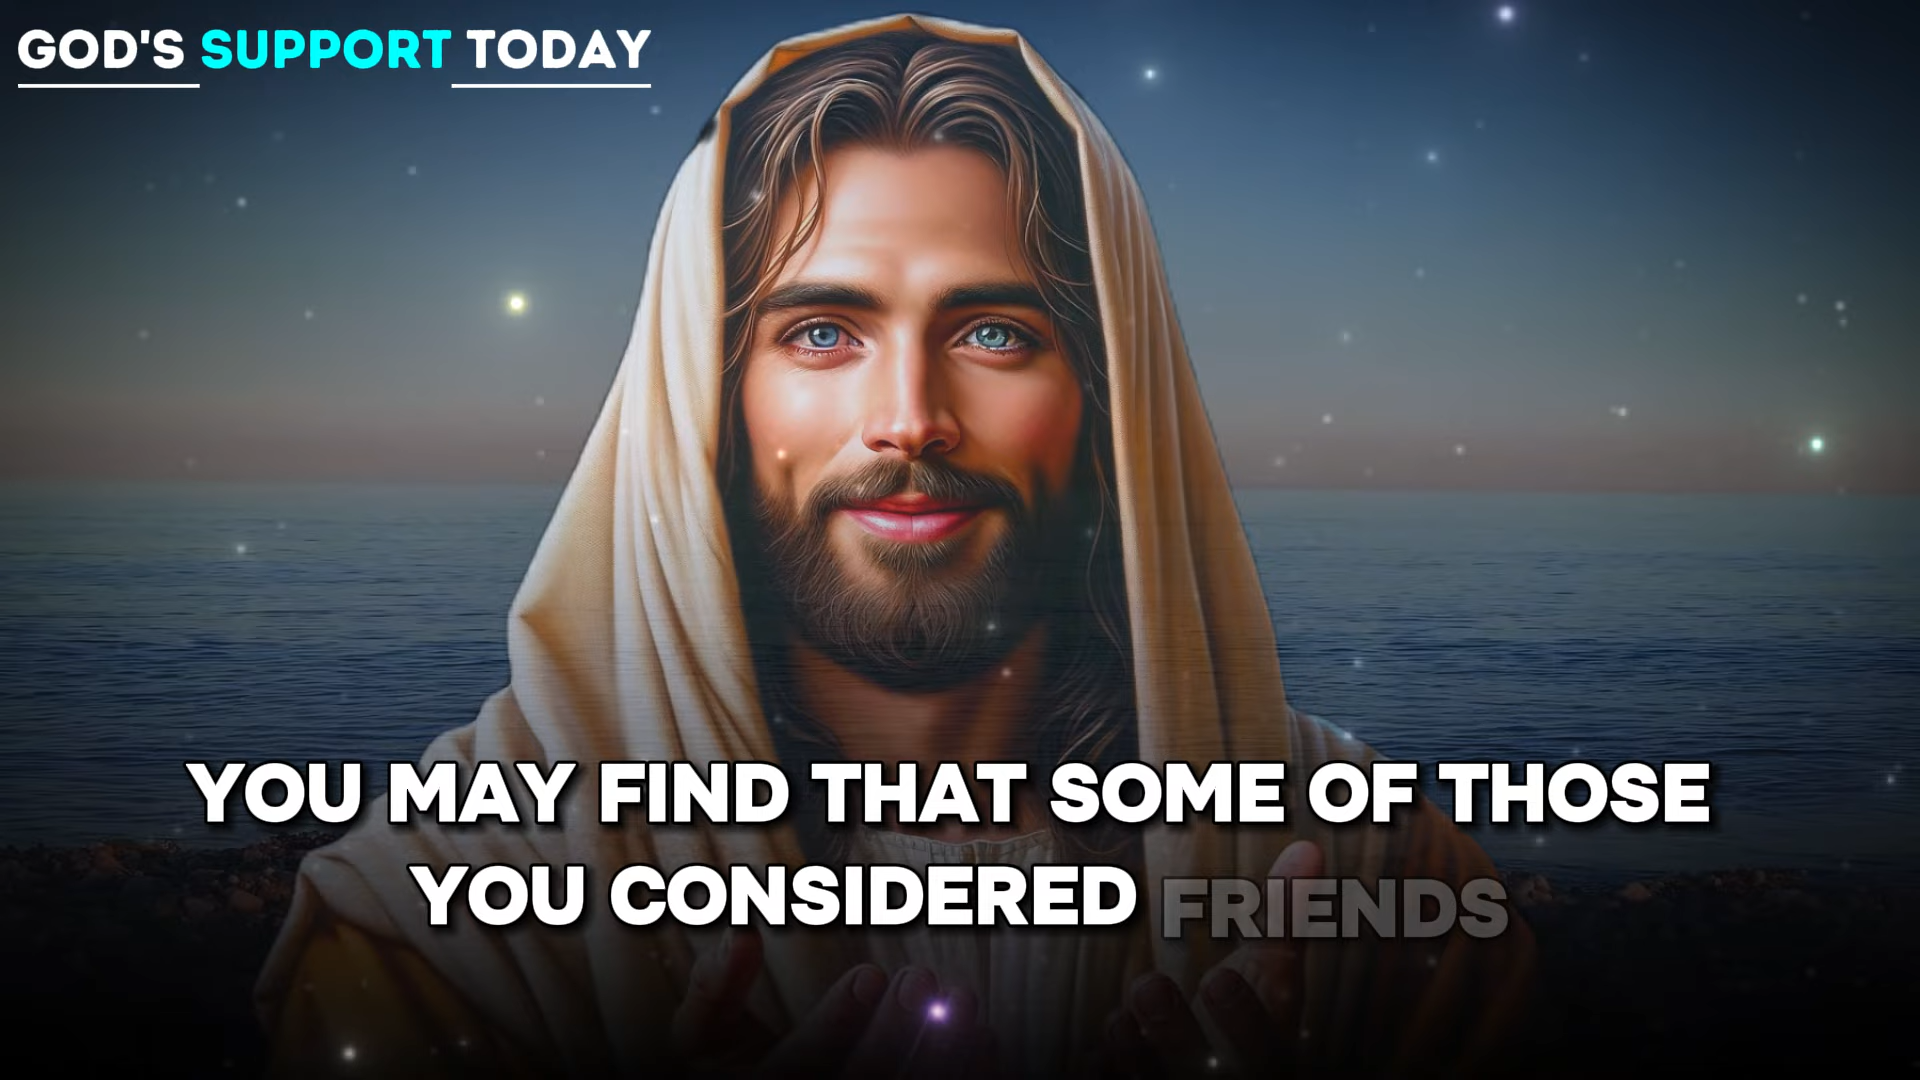 GOD'S SUPPORT TODAY
YOU MAY FIND THAT SOME OF THOSE
YOU CONSIDERED FRIENDS